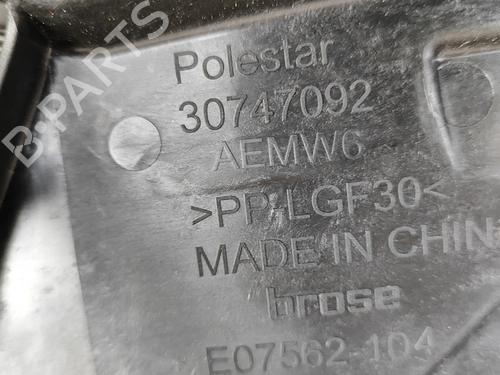 B-PARTS
Polestar
30747092
AEMW6
>PP-LGF30<
MADE IN CHIN
brose
E07562-104